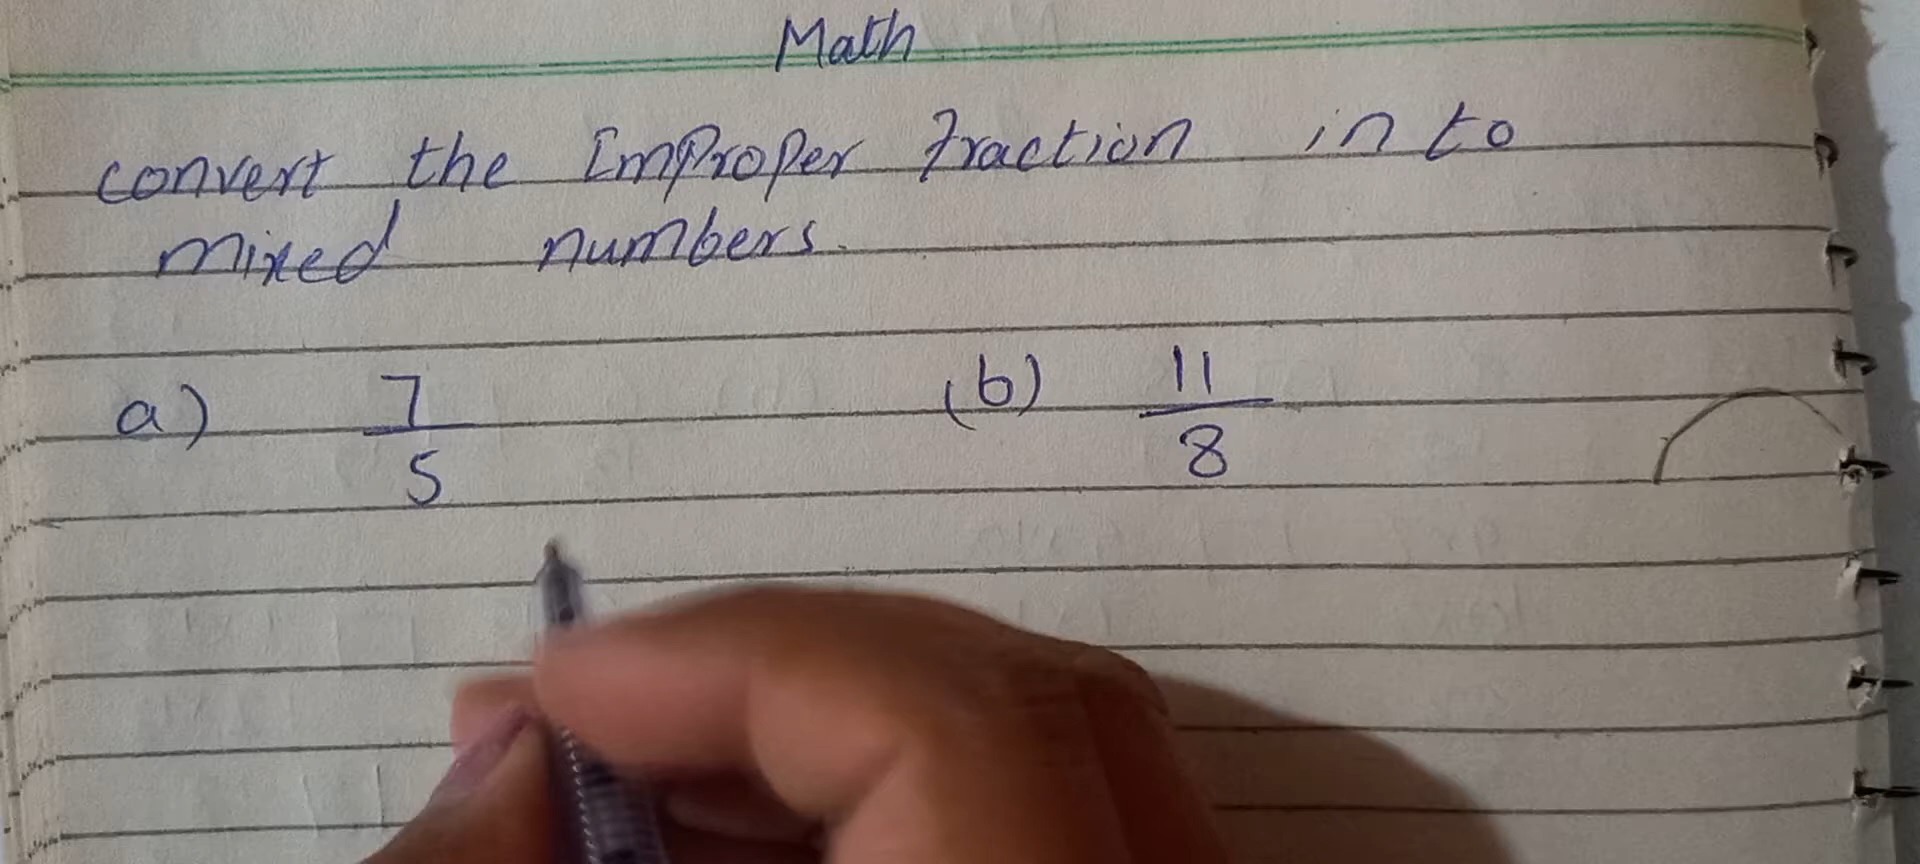 Math
convert the Improper fraction in to
mixed numbers.
a) 7/5 (b) 11/8